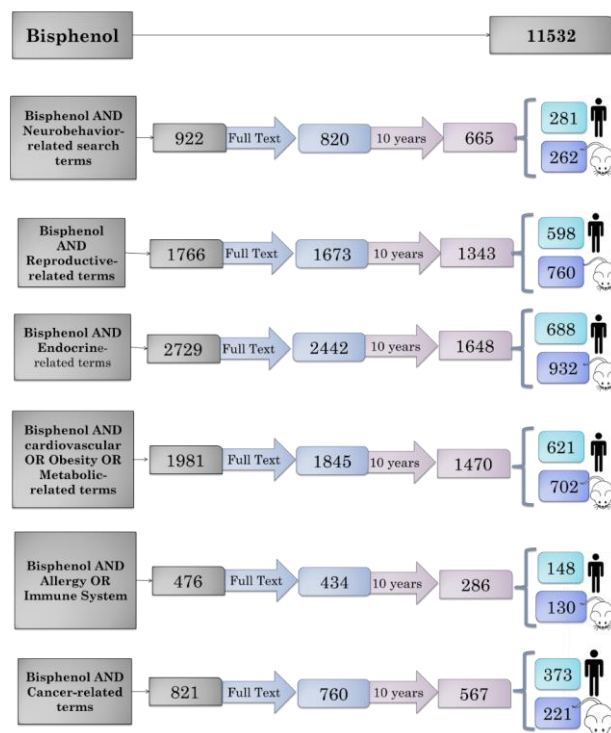 Bisphenol
11532
Bisphenol AND
Neurobehavior-
related search
terms
922
Full Text
820
10 years
665
281
262
Bisphenol
AND
Reproductive-
related terms
1766
Full Text
1673
10 years
1343
598
760
Bisphenol AND
Endocrine-
related terms
2729
Full Text
2442
10 years
1648
688
932
Bisphenol AND
cardiovascular
OR Obesity OR
Metabolic-
related terms
1981
Full Text
1845
10 years
1470
621
702
Bisphenol AND
Allergy OR
Immune System
476
Full Text
434
10 years
286
148
130
Bisphenol AND
Cancer-related
terms
821
Full Text
760
10 years
567
373
221